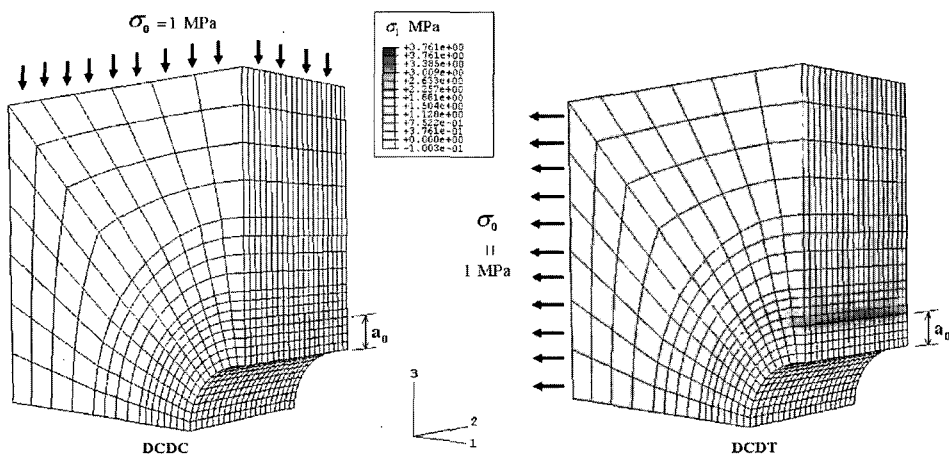 σ₀ = 1 MPa
σ₁ MPa
+3.761e+00
+3.761e+00
+3.385e+00
+3.009e+00
+2.633e+00
+2.257e+00
+1.881e+00
+1.504e+00
+1.128e+00
+7.522e-01
+3.761e-01
+0.000e+00
-1.003e-01
σ₀
=
1 MPa
a₀
a₀
3
2
1
DCDC
DCDT